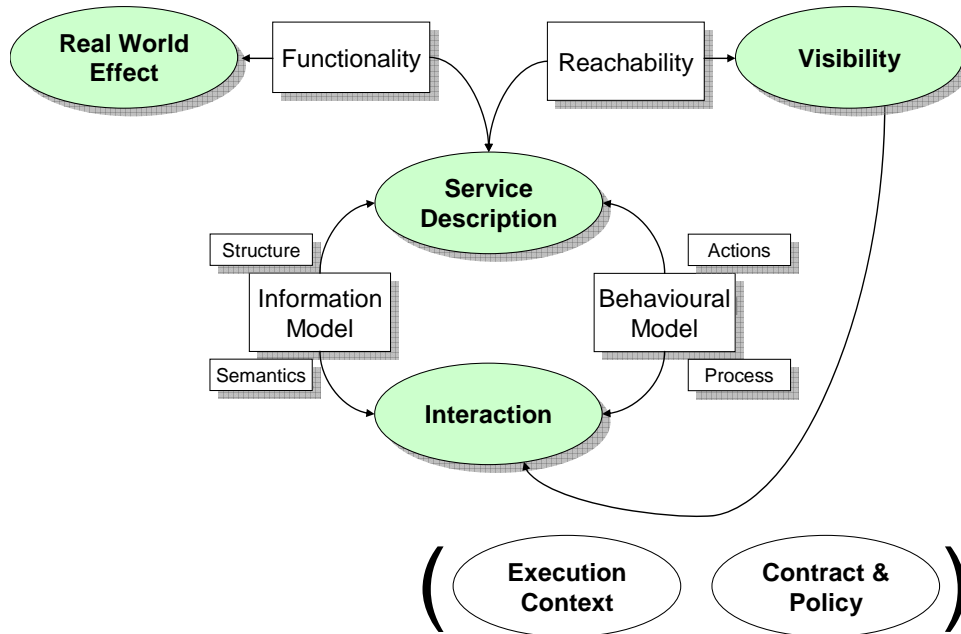 Real World
Effect
Functionality
Reachability
Visibility
Service
Description
Structure
Actions
Information
Model
Behavioural
Model
Semantics
Process
Interaction
(
Execution
Context
Contract &
Policy
)